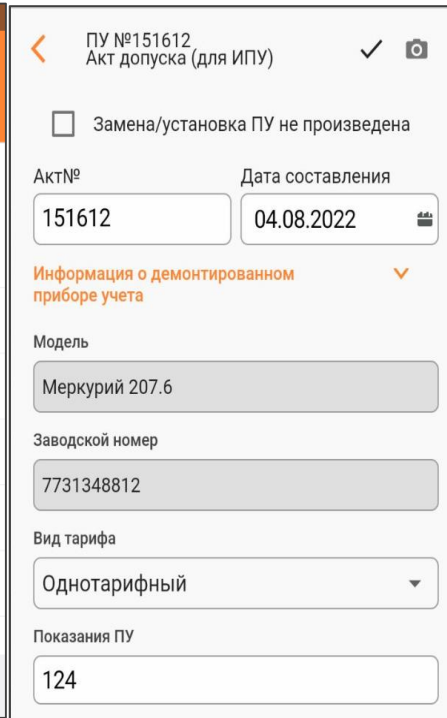 ПУ №151612
Акт допуска (для ИПУ)
Замена/установка ПУ не произведена
Акт№
Дата составления
151612
04.08.2022
Информация о демонтированном
приборе учета
Модель
Меркурий 207.6
Заводской номер
7731348812
Вид тарифа
Однотарифный
Показания ПУ
124